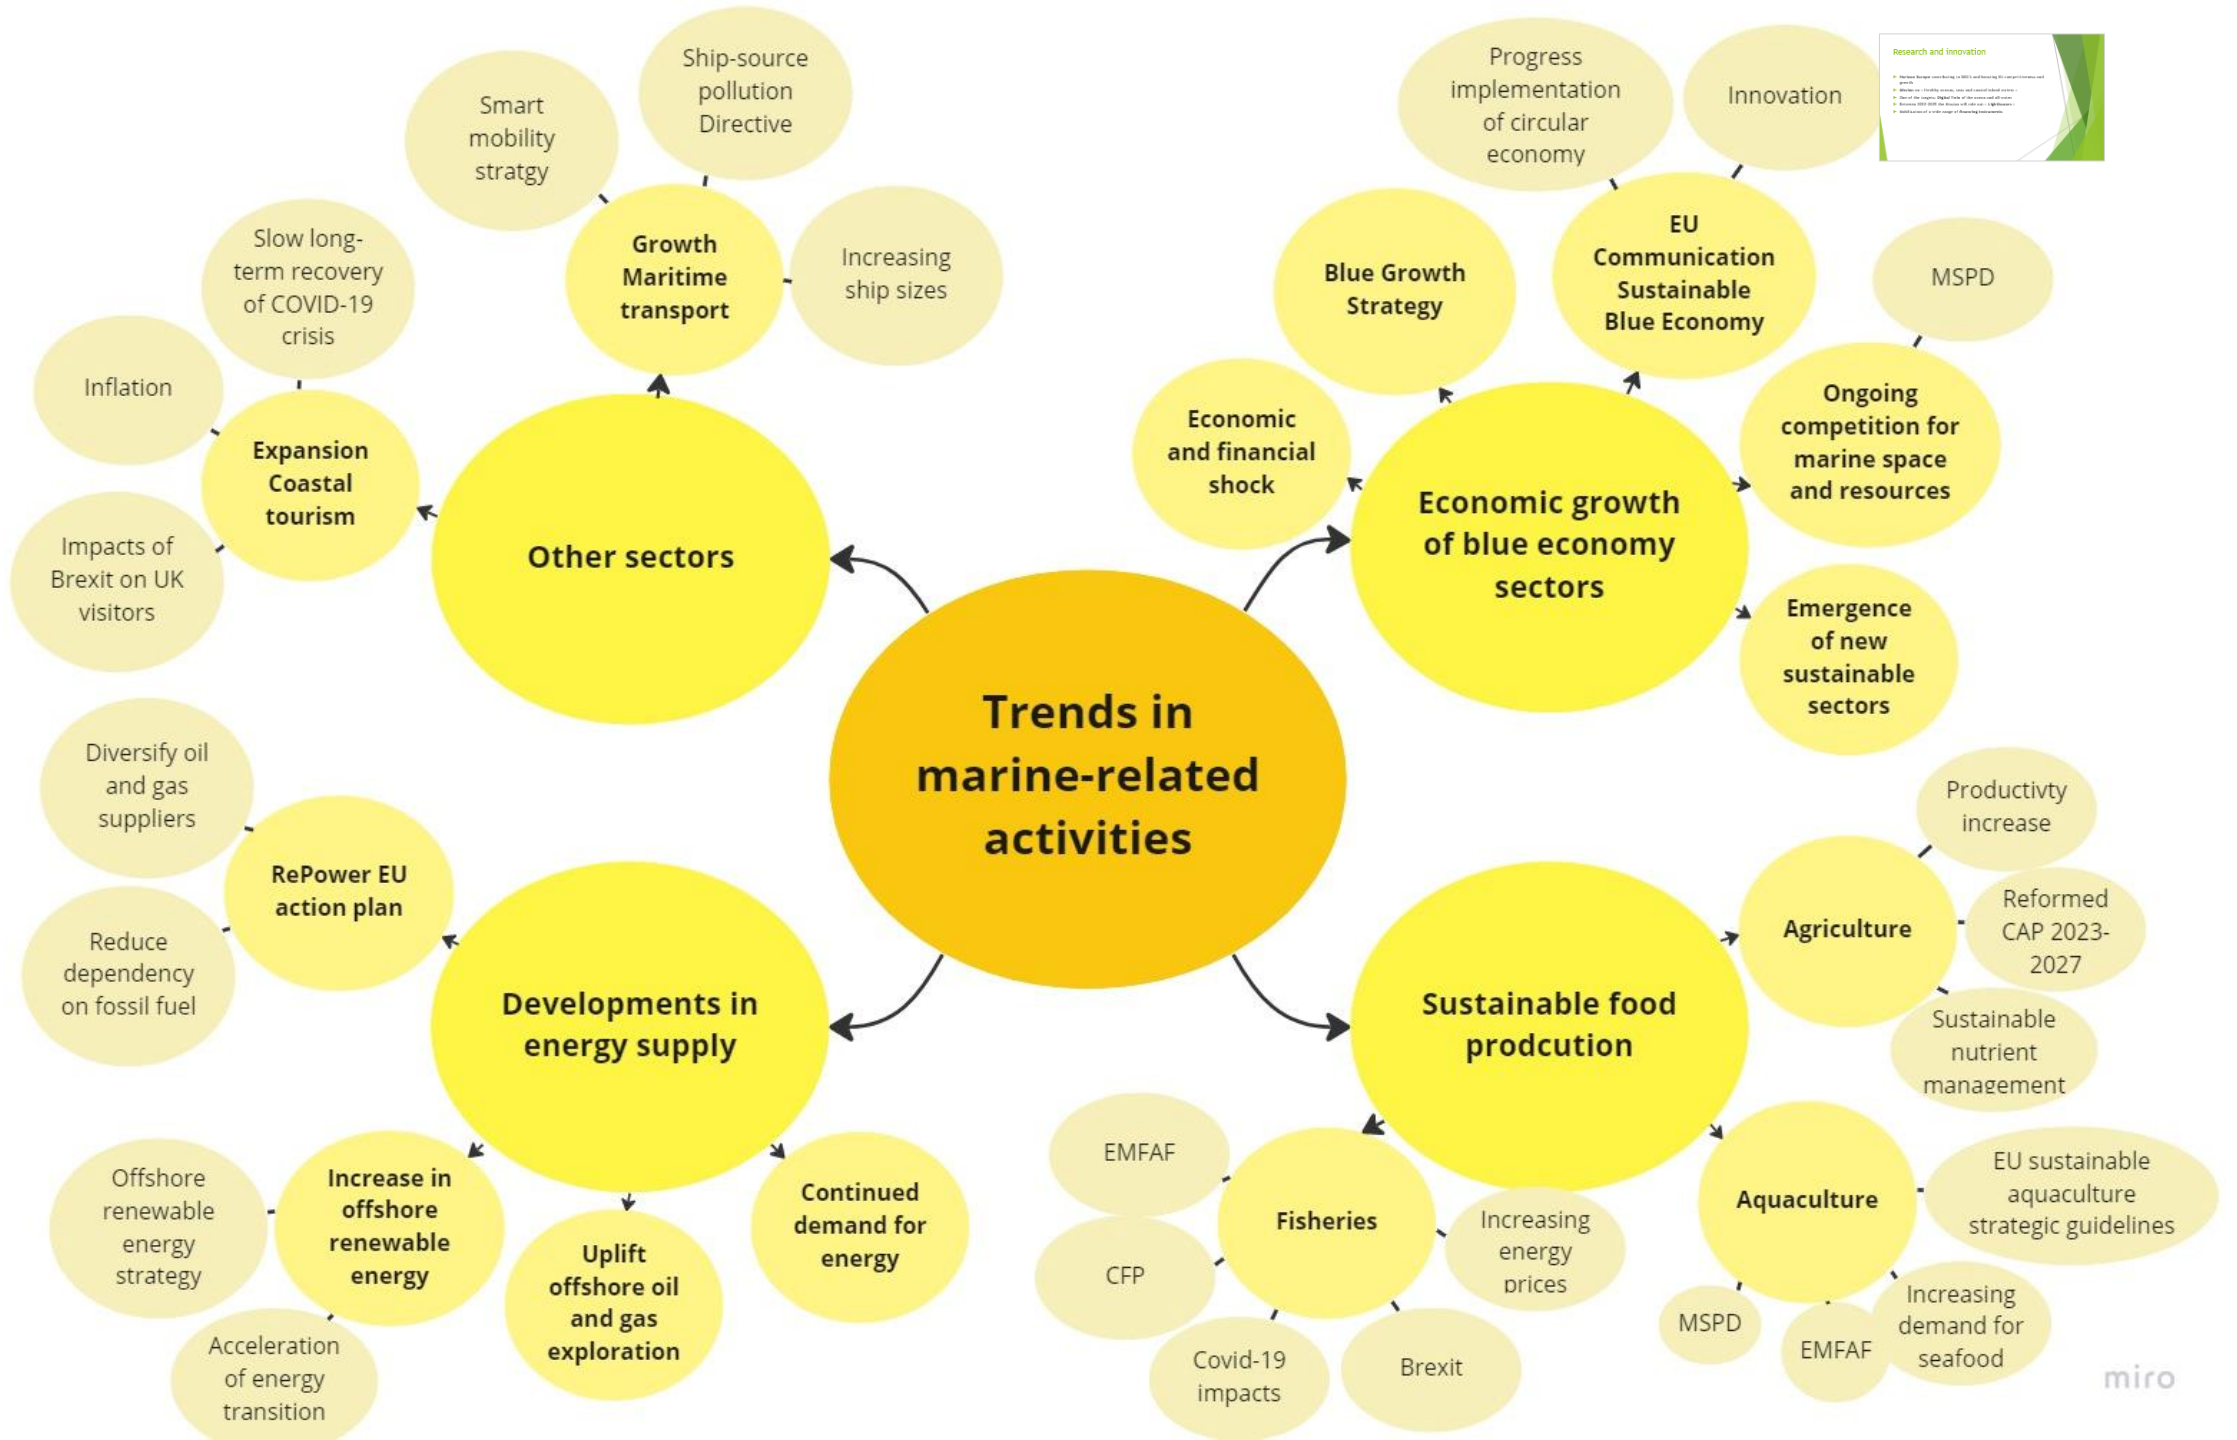 Trends in
marine-related
activities
Other sectors
Growth
Maritime
transport
Smart
mobility
stratgy
Ship-source
pollution
Directive
Increasing
ship sizes
Expansion
Coastal
tourism
Slow long-
term recovery
of COVID-19
crisis
Inflation
Impacts of
Brexit on UK
visitors
Economic growth
of blue economy
sectors
Economic
and financial
shock
Blue Growth
Strategy
EU
Communication
Sustainable
Blue Economy
Progress
implementation
of circular
economy
Innovation
Research and innovation
Ongoing
competition for
marine space
and resources
MSPD
Emergence
of new
sustainable
sectors
Developments in
energy supply
RePower EU
action plan
Diversify oil
and gas
suppliers
Reduce
dependency
on fossil fuel
Increase in
offshore
renewable
energy
Offshore
renewable
energy
strategy
Acceleration
of energy
transition
Uplift
offshore oil
and gas
exploration
Continued
demand for
energy
Sustainable food
prodcution
Agriculture
Productivty
increase
Reformed
CAP 2023-
2027
Sustainable
nutrient
management
Aquaculture
EU sustainable
aquaculture
strategic guidelines
Increasing
demand for
seafood
EMFAF
MSPD
Fisheries
EMFAF
CFP
Covid-19
impacts
Brexit
Increasing
energy
prices
miro